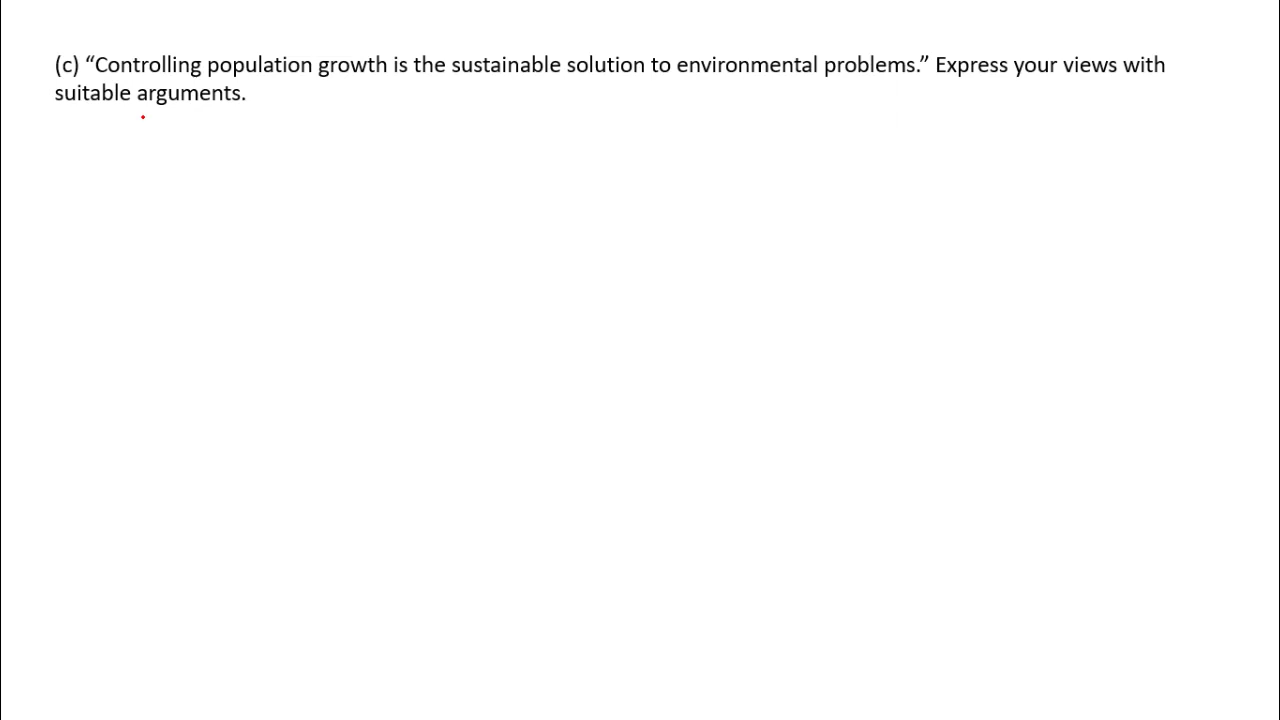 (c) “Controlling population growth is the sustainable solution to environmental problems.” Express your views with
suitable arguments.